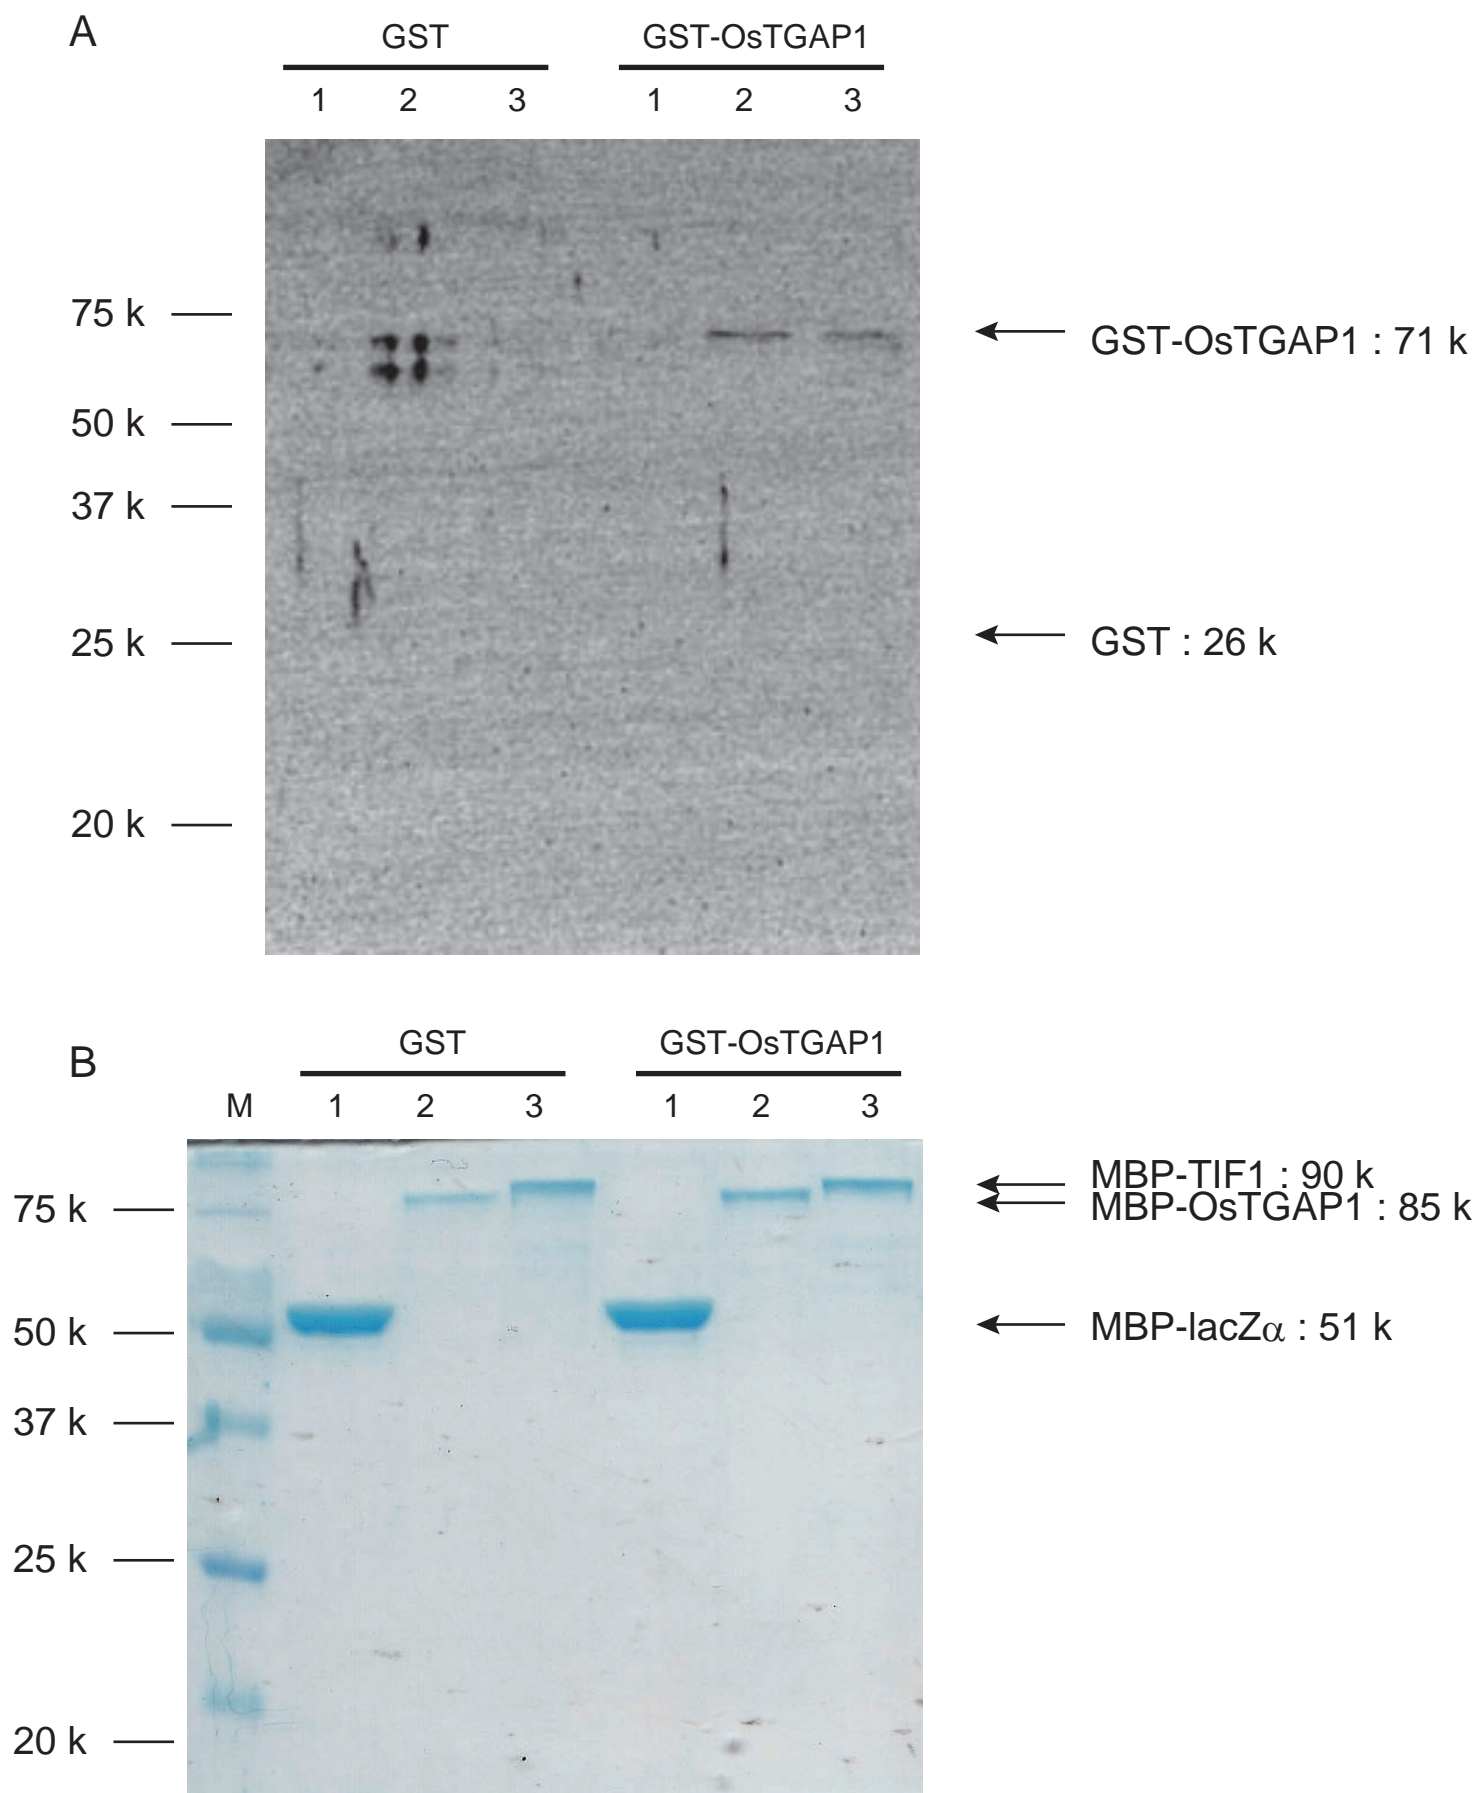 A
GST GST-OsTGAP1
1 2 3 1 2 3
75 k
GST-OsTGAP1 : 71 k
50 k
37 k
25 k
GST : 26 k
20 k
B
GST GST-OsTGAP1
M 1 2 3 1 2 3
MBP-TIF1 : 90 k
75 k
MBP-OsTGAP1 : 85 k
50 k
MBP-lacZα : 51 k
37 k
25 k
20 k